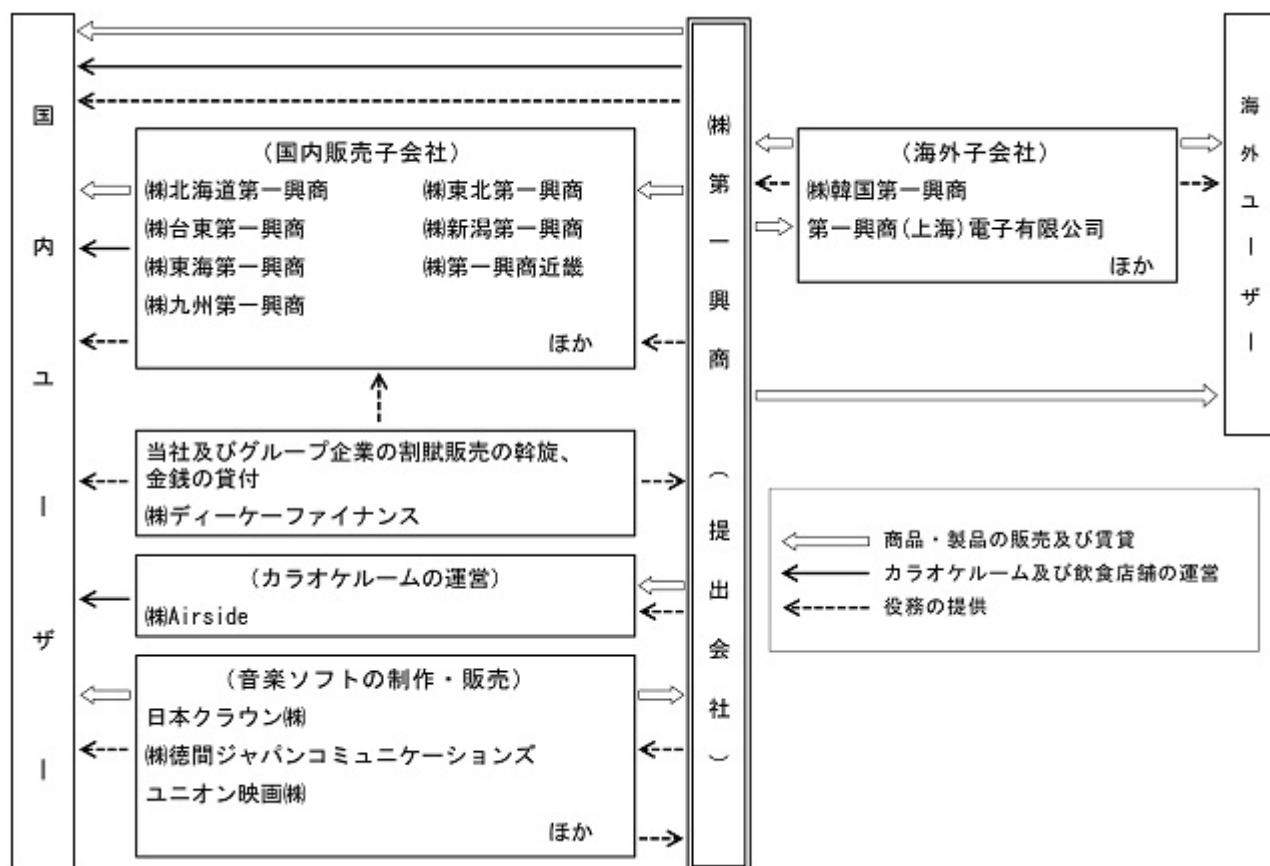 国内ユーザー
(国内販売子会社)
㈱北海道第一興商 ㈱東北第一興商
㈱台東第一興商 ㈱新潟第一興商
㈱東海第一興商 ㈱第一興商近畿
㈱九州第一興商
ほか
当社及びグループ企業の割賦販売の斡旋、
金銭の貸付
㈱ディーケーファイナンス
(カラオケルームの運営)
㈱Airside
(音楽ソフトの制作・販売)
日本クラウン㈱
㈱徳間ジャパンコミュニケーションズ
ユニオン映画㈱
ほか
㈱第一興商(提出会社)
(海外子会社)
㈱韓国第一興商
第一興商(上海)電子有限公司
ほか
海外ユーザー
商品・製品の販売及び賃貸
カラオケルーム及び飲食店舗の運営
役務の提供